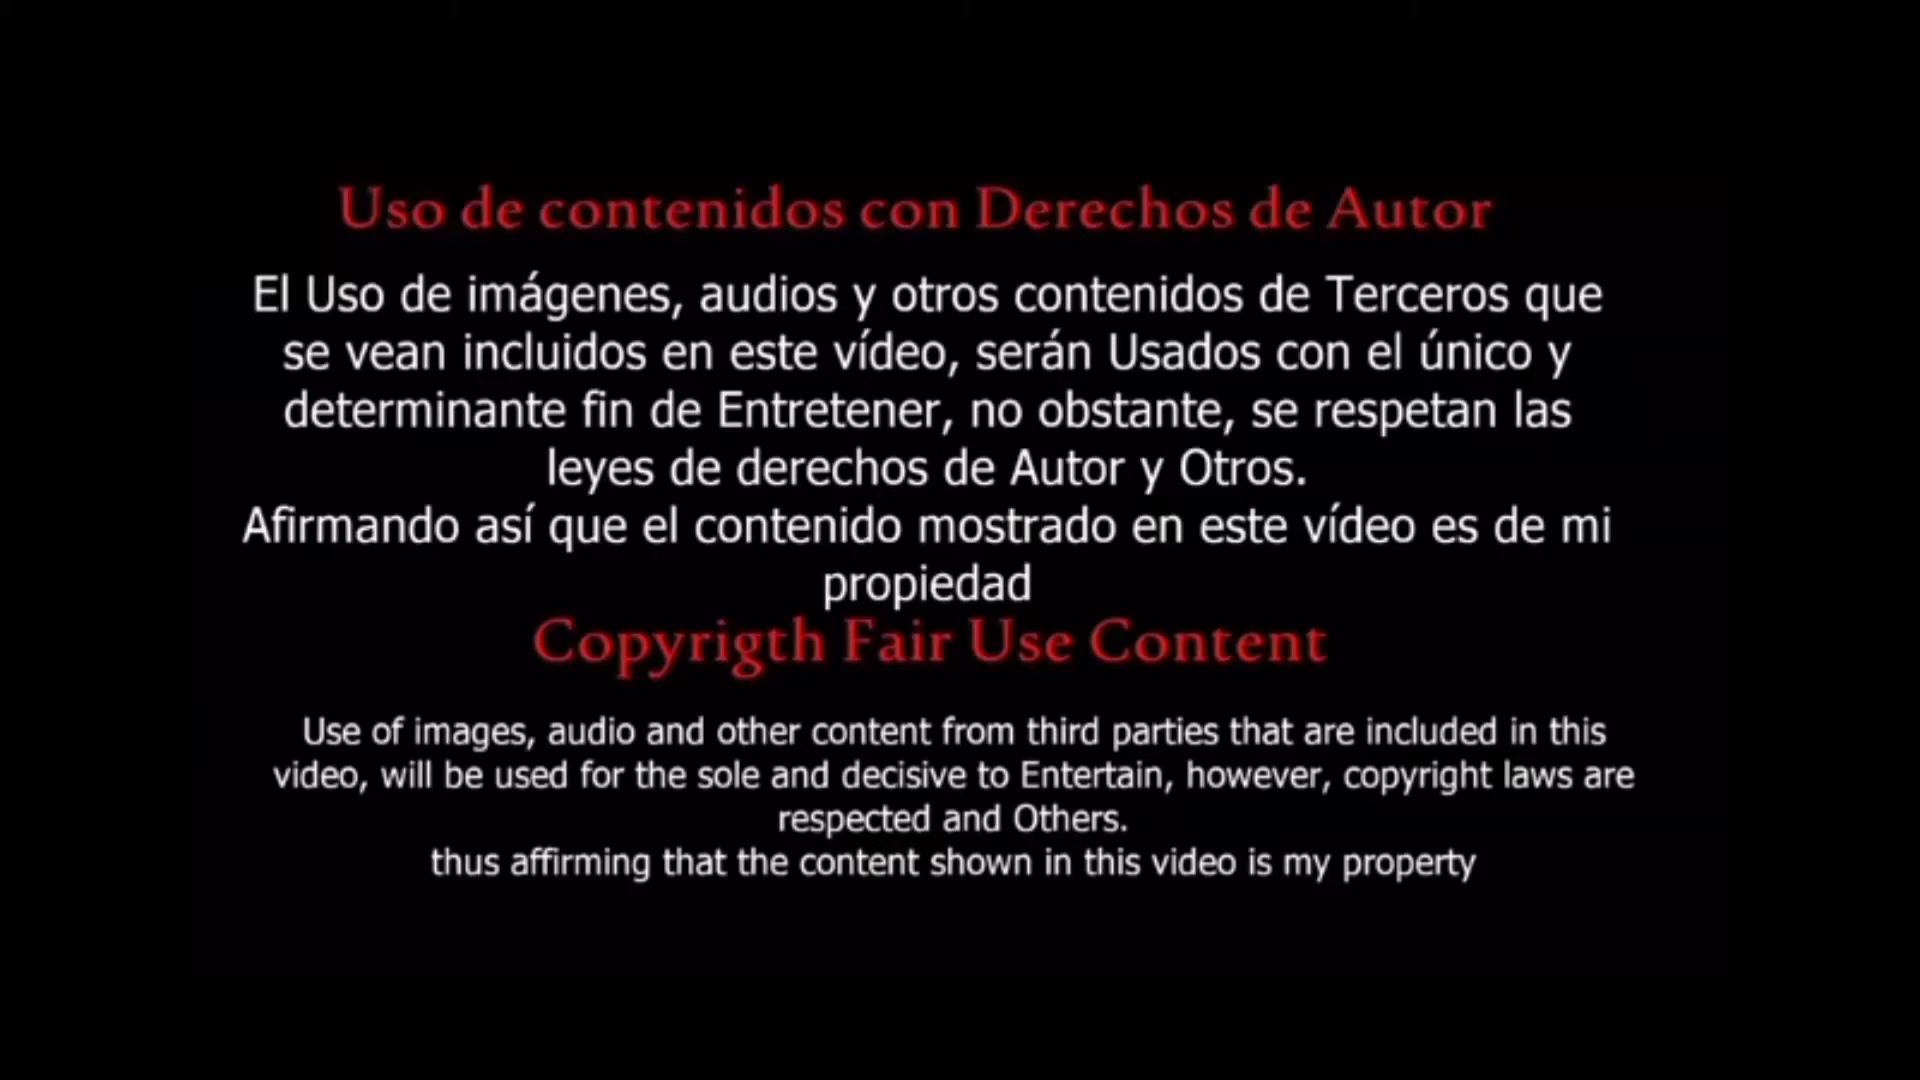 Uso de contenidos con Derechos de Autor
El Uso de imágenes, audios y otros contenidos de Terceros que
se vean incluidos en este vídeo, serán Usados con el único y
determinante fin de Entretener, no obstante, se respetan las
leyes de derechos de Autor y Otros.
Afirmando así que el contenido mostrado en este vídeo es de mi
propiedad
Copyrigth Fair Use Content
Use of images, audio and other content from third parties that are included in this
video, will be used for the sole and decisive to Entertain, however, copyright laws are
respected and Others.
thus affirming that the content shown in this video is my property